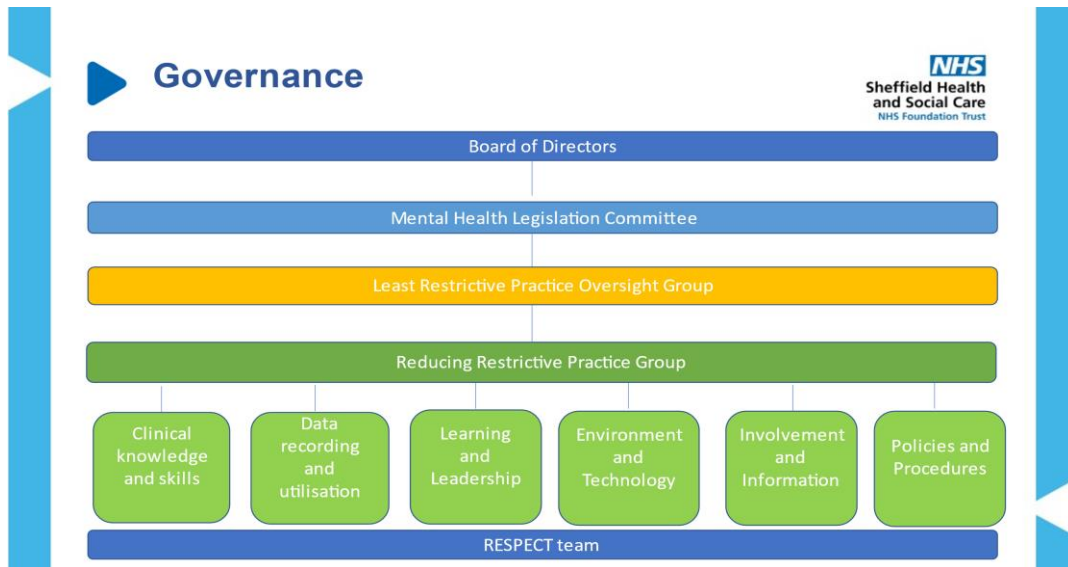 Governance
NHS
Sheffield Health
and Social Care
NHS Foundation Trust
Board of Directors
Mental Health Legislation Committee
Least Restrictive Practice Oversight Group
Reducing Restrictive Practice Group
Clinical
knowledge
and skills
Data
recording
and
utilisation
Learning
and
Leadership
Environment
and
Technology
Involvement
and
Information
Policies and
Procedures
RESPECT team